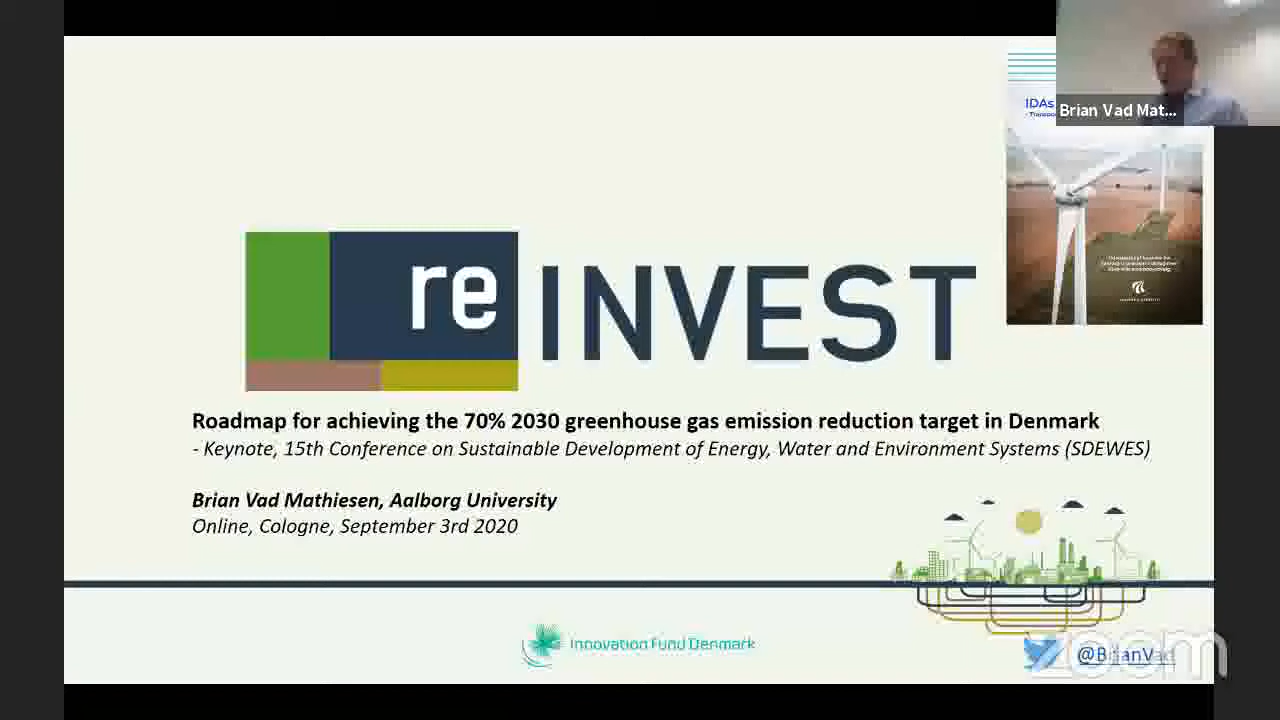 IDAs
Brian Vad Mat...
re INVEST
Roadmap for achieving the 70% 2030 greenhouse gas emission reduction target in Denmark
- Keynote, 15th Conference on Sustainable Development of Energy, Water and Environment Systems (SDEWES)
Brian Vad Mathiesen, Aalborg University
Online, Cologne, September 3rd 2020
Innovation Fund Denmark
@BrianVad
zoom